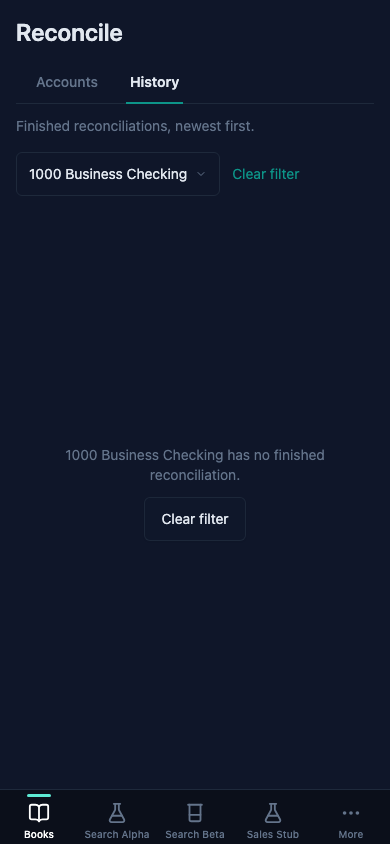 Reconcile
Accounts
History
Finished reconciliations, newest first.
1000 Business Checking
Clear filter
1000 Business Checking has no finished
reconciliation.
Clear filter
Books
Search Alpha
Search Beta
Sales Stub
More